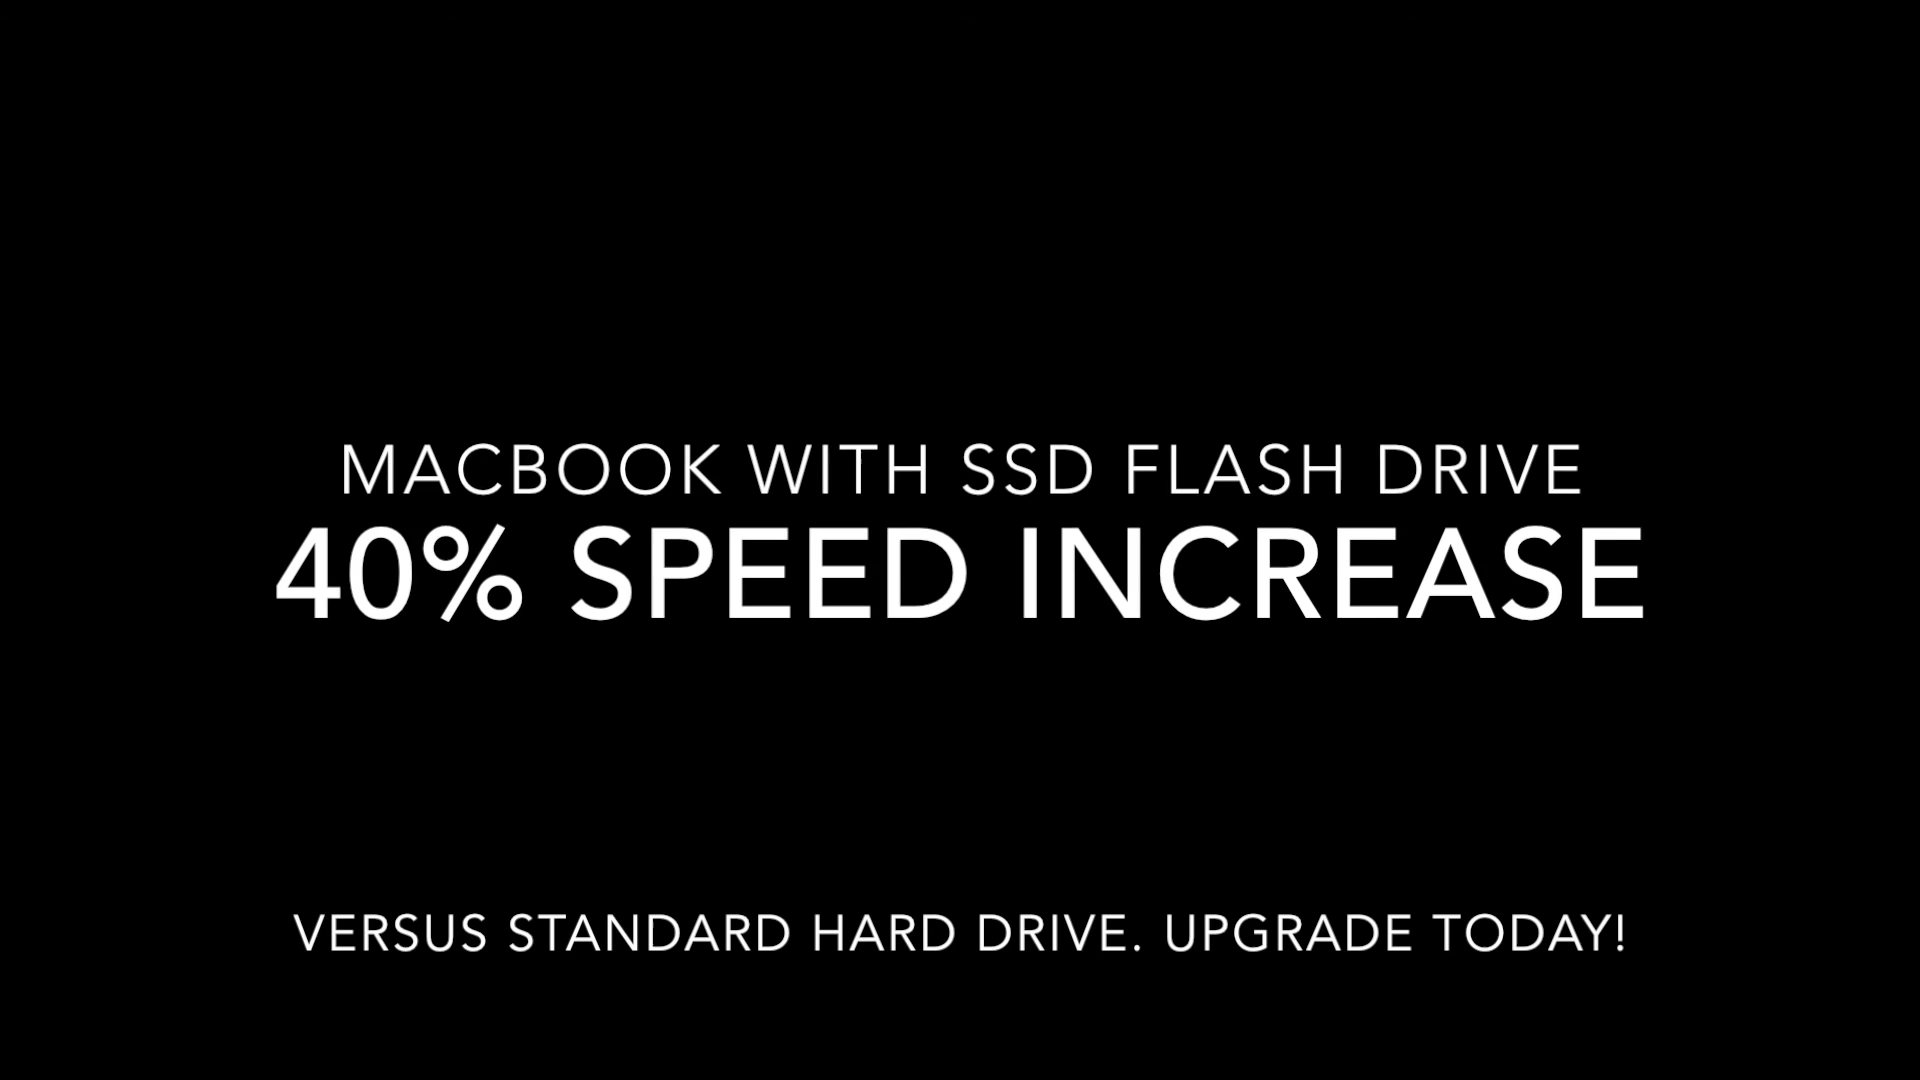 MACBOOK WITH SSD FLASH DRIVE
40% SPEED INCREASE
VERSUS STANDARD HARD DRIVE. UPGRADE TODAY!